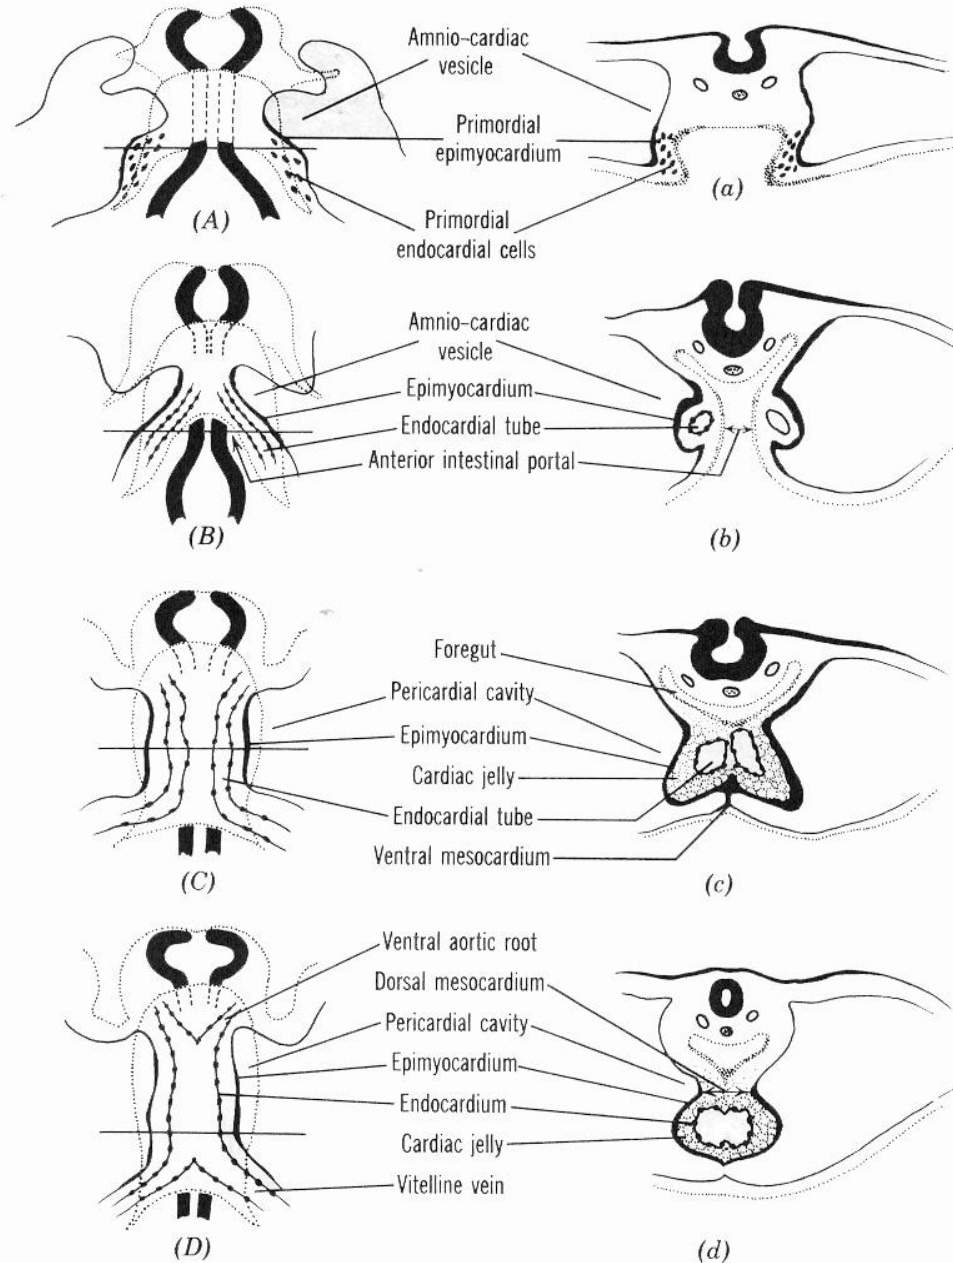 Amnio-cardiac
vesicle
Primordial
epimyocardium
(a)
(A)
Primordial
endocardial cells
Amnio-cardiac
vesicle
Epimyocardium
Endocardial tube
Anterior intestinal portal
(B)
(b)
Foregut
Pericardial cavity
Epimyocardium
Cardiac jelly
Endocardial tube
Ventral mesocardium
(C)
(c)
Ventral aortic root
Dorsal mesocardium
Pericardial cavity
Epimyocardium
Endocardium
Cardiac jelly
Vitelline vein
(D)
(d)